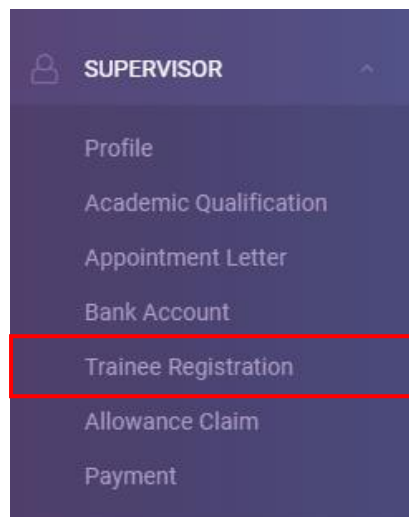 SUPERVISOR
Profile
Academic Qualification
Appointment Letter
Bank Account
Trainee Registration
Allowance Claim
Payment